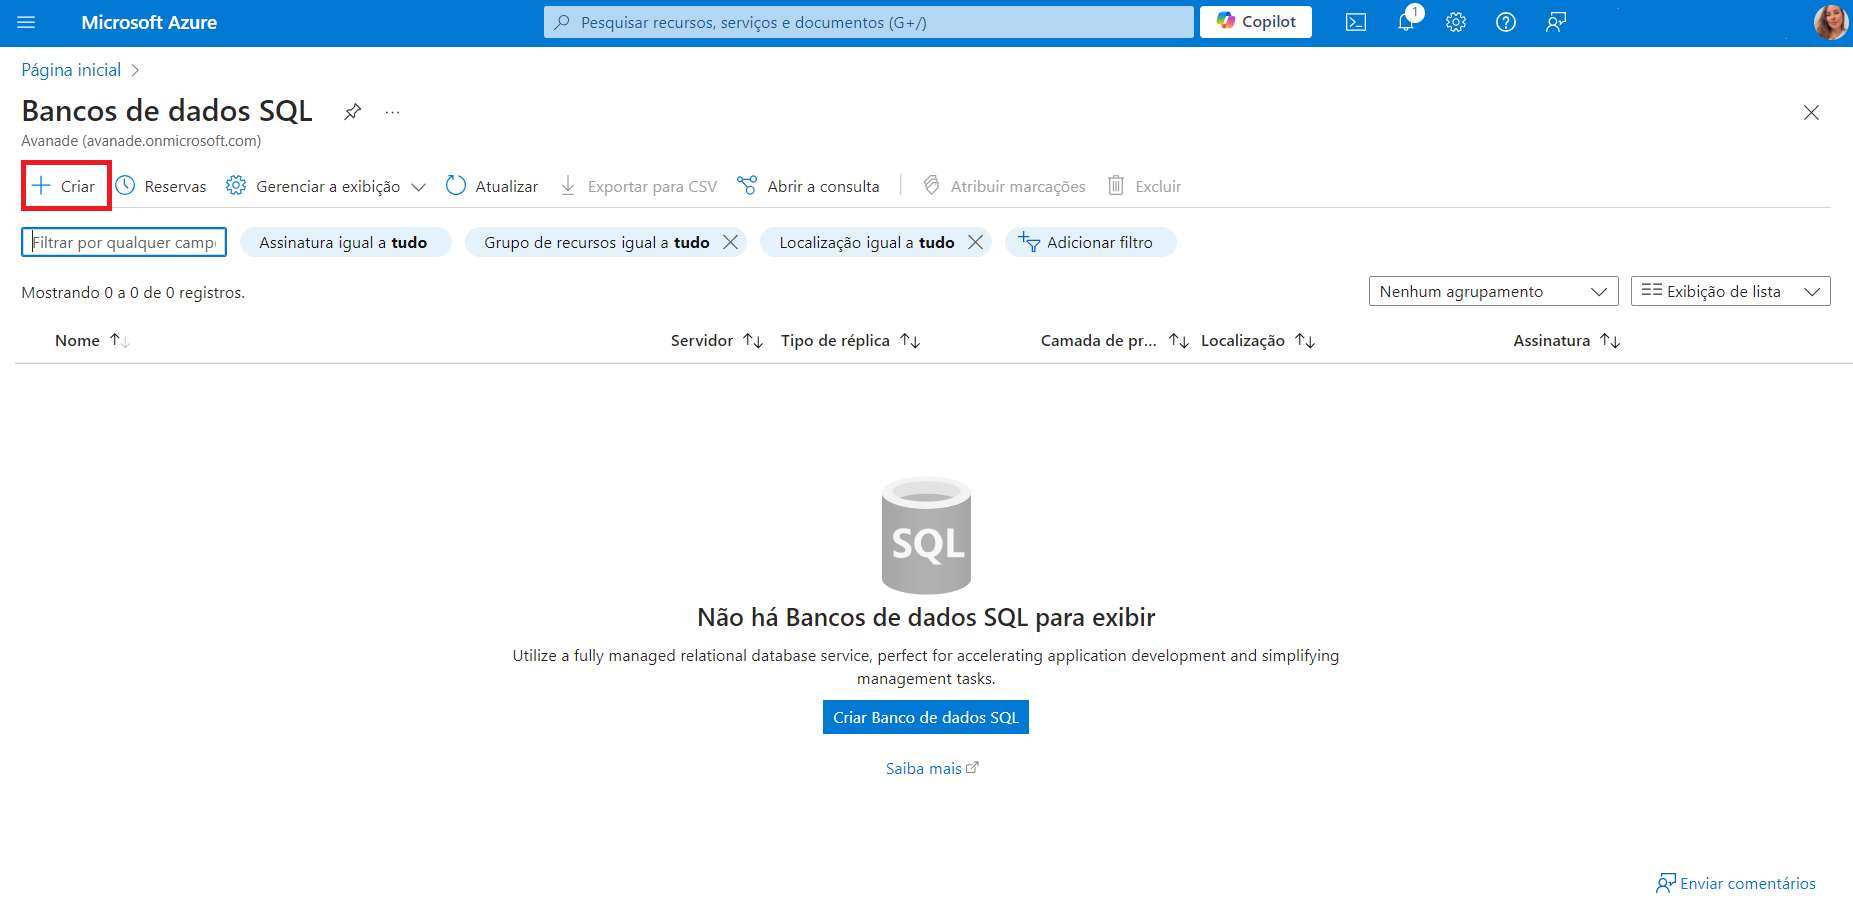 Microsoft Azure
Pesquisar recursos, serviços e documentos (G+/)
Copilot
1
Página inicial
Bancos de dados SQL
...
Avanade (avanade.onmicrosoft.com)
Criar
Reservas
Gerenciar a exibição
Atualizar
Exportar para CSV
Abrir a consulta
Atribuir marcações
Excluir
Filtrar por qualquer camp
Assinatura igual a tudo
Grupo de recursos igual a tudo
Localização igual a tudo
Adicionar filtro
Mostrando 0 a 0 de 0 registros.
Nenhum agrupamento
Exibição de lista
Nome
Servidor
Tipo de réplica
Camada de pr...
Localização
Assinatura
SQL
Não há Bancos de dados SQL para exibir
Utilize a fully managed relational database service, perfect for accelerating application development and simplifying
management tasks.
Criar Banco de dados SQL
Saiba mais
Enviar comentários